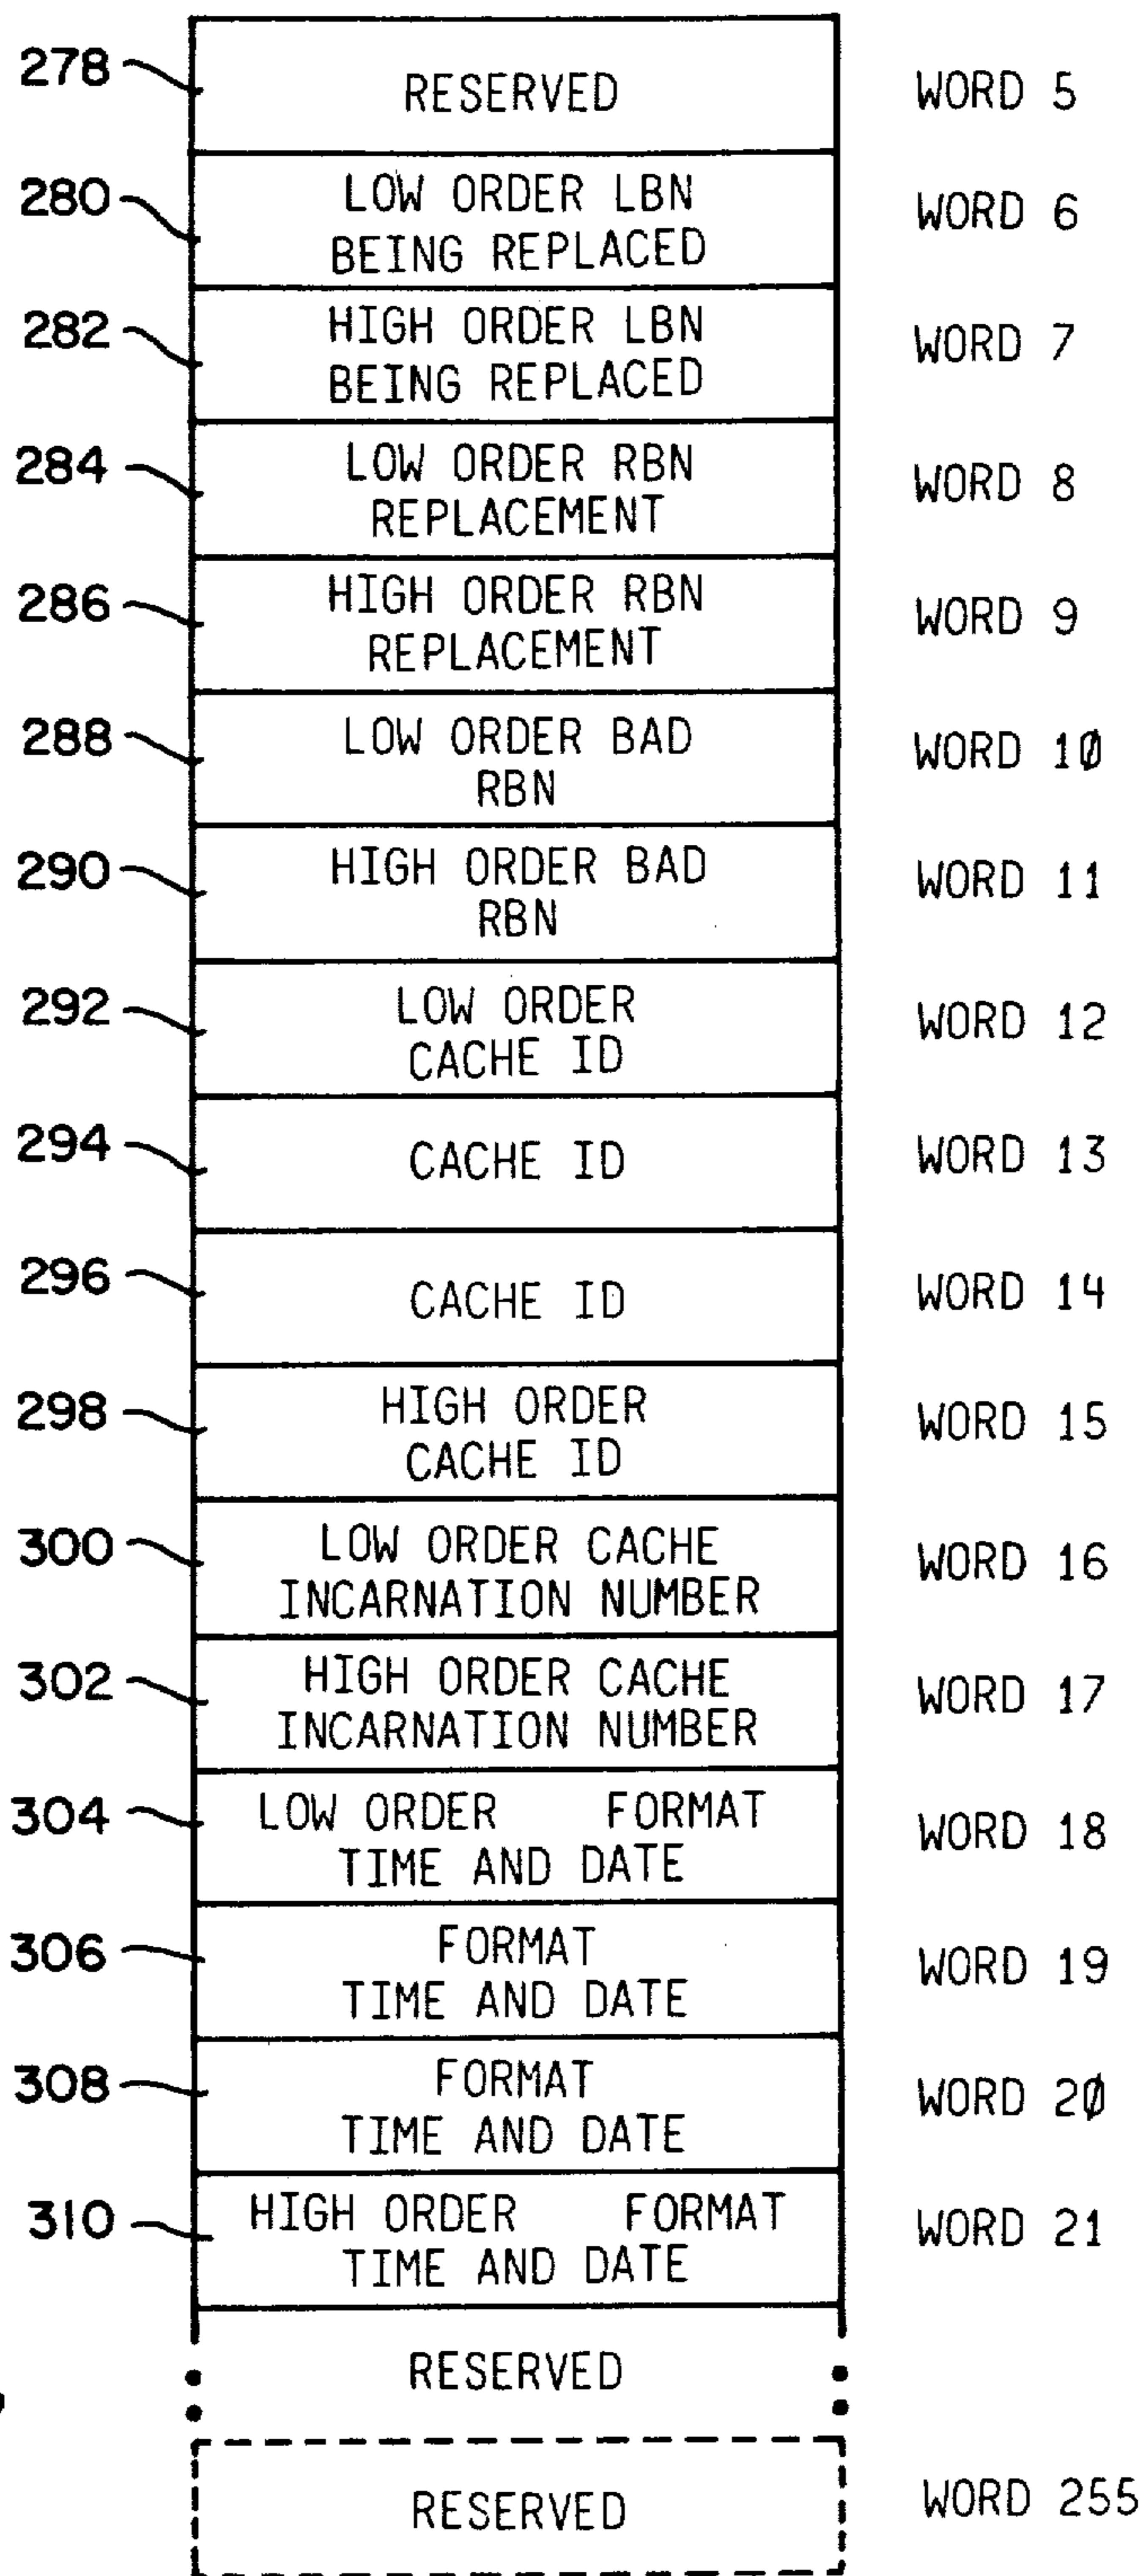 278 RESERVED WORD 5
280 LOW ORDER LBN WORD 6
BEING REPLACED
282 HIGH ORDER LBN WORD 7
BEING REPLACED
284 LOW ORDER RBN WORD 8
REPLACEMENT
286 HIGH ORDER RBN WORD 9
REPLACEMENT
288 LOW ORDER BAD WORD 1Ø
RBN
290 HIGH ORDER BAD WORD 11
RBN
292 LOW ORDER WORD 12
CACHE ID
294 CACHE ID WORD 13
296 CACHE ID WORD 14
298 HIGH ORDER WORD 15
CACHE ID
300 LOW ORDER CACHE WORD 16
INCARNATION NUMBER
302 HIGH ORDER CACHE WORD 17
INCARNATION NUMBER
304 LOW ORDER FORMAT WORD 18
TIME AND DATE
306 FORMAT WORD 19
TIME AND DATE
308 FORMAT WORD 2Ø
TIME AND DATE
310 HIGH ORDER FORMAT WORD 21
TIME AND DATE
RESERVED
RESERVED WORD 255